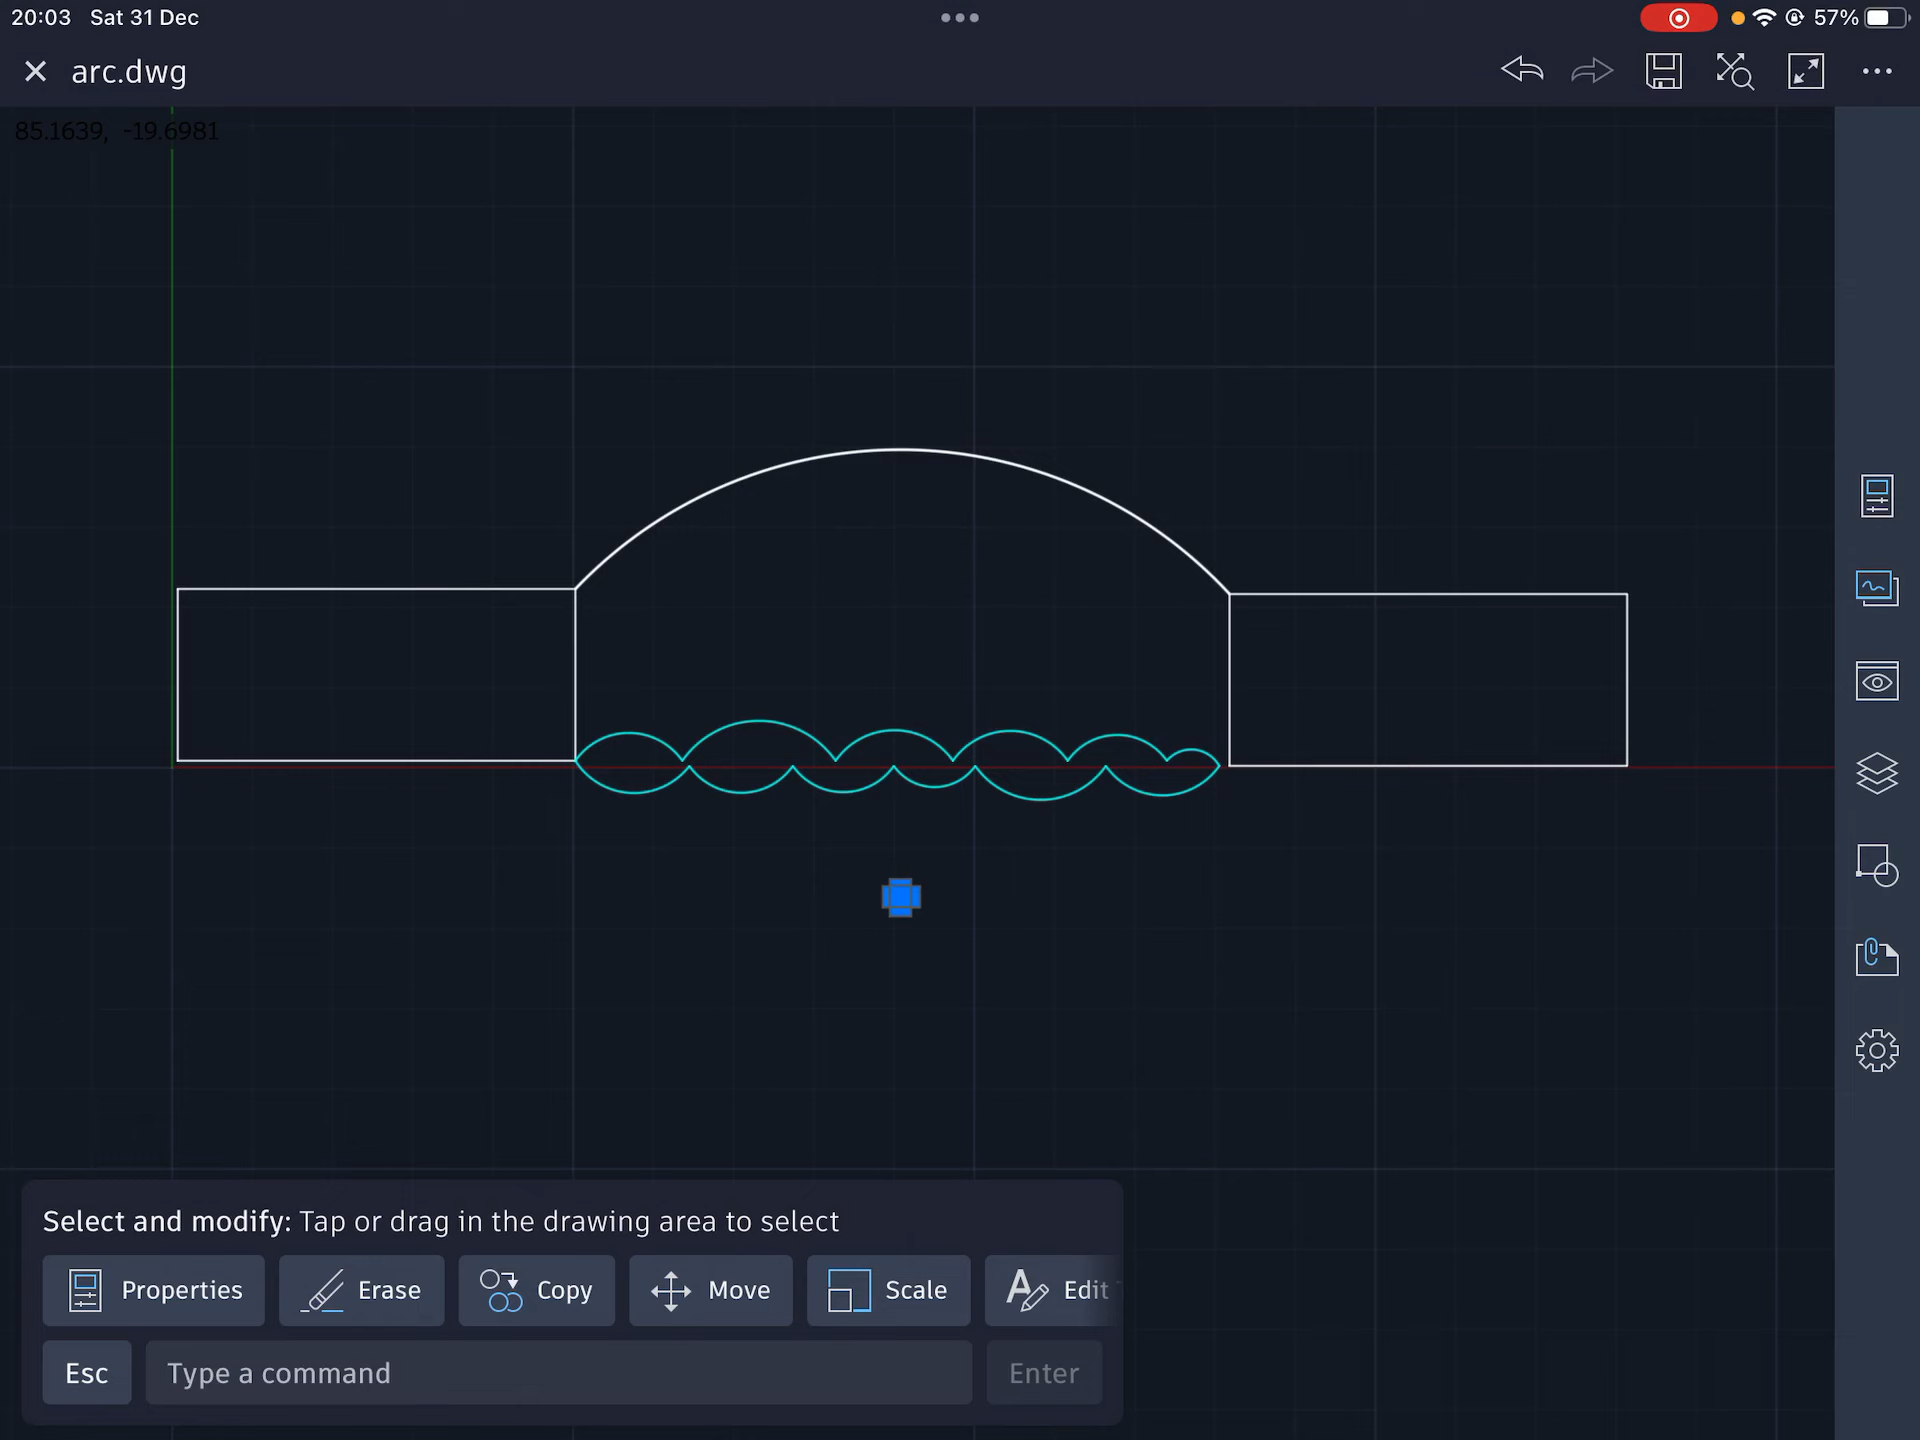 20:03 Sat 31 Dec
57%
arc.dwg
85.1639, -19.6981
Select and modify: Tap or drag in the drawing area to select
Properties
Erase
Copy
Move
Scale
Edit
Esc
Type a command
Enter